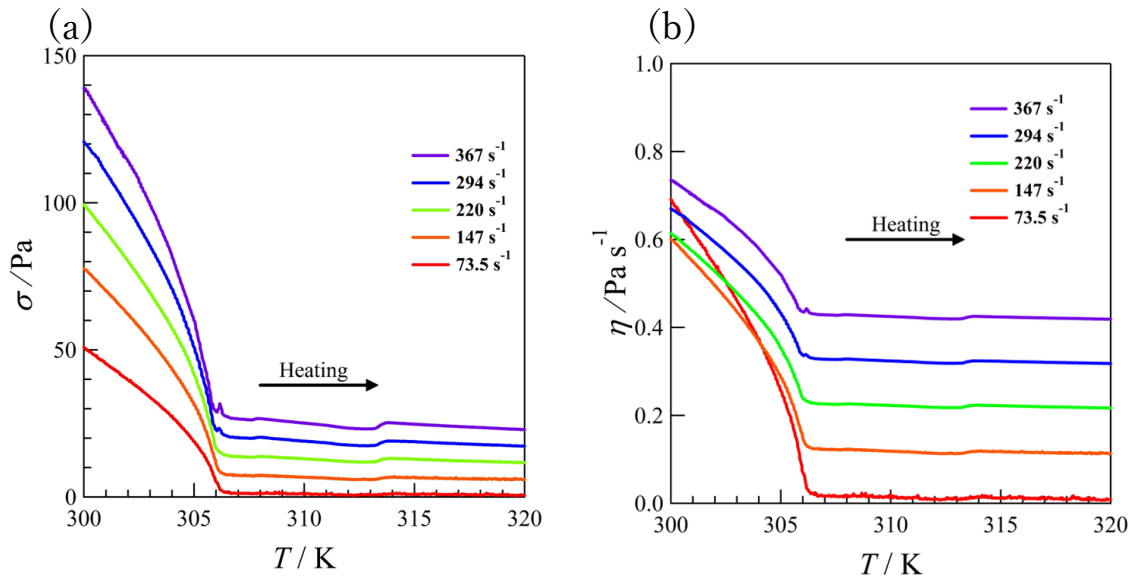 (a)
150
100
50
0
σ /Pa
367 s⁻¹
294 s⁻¹
220 s⁻¹
147 s⁻¹
73.5 s⁻¹
Heating
300 305 310 315 320
T / K
(b)
1.0
0.8
0.6
0.4
0.2
0.0
η /Pa s⁻¹
367 s⁻¹
294 s⁻¹
220 s⁻¹
147 s⁻¹
73.5 s⁻¹
Heating
300 305 310 315 320
T / K